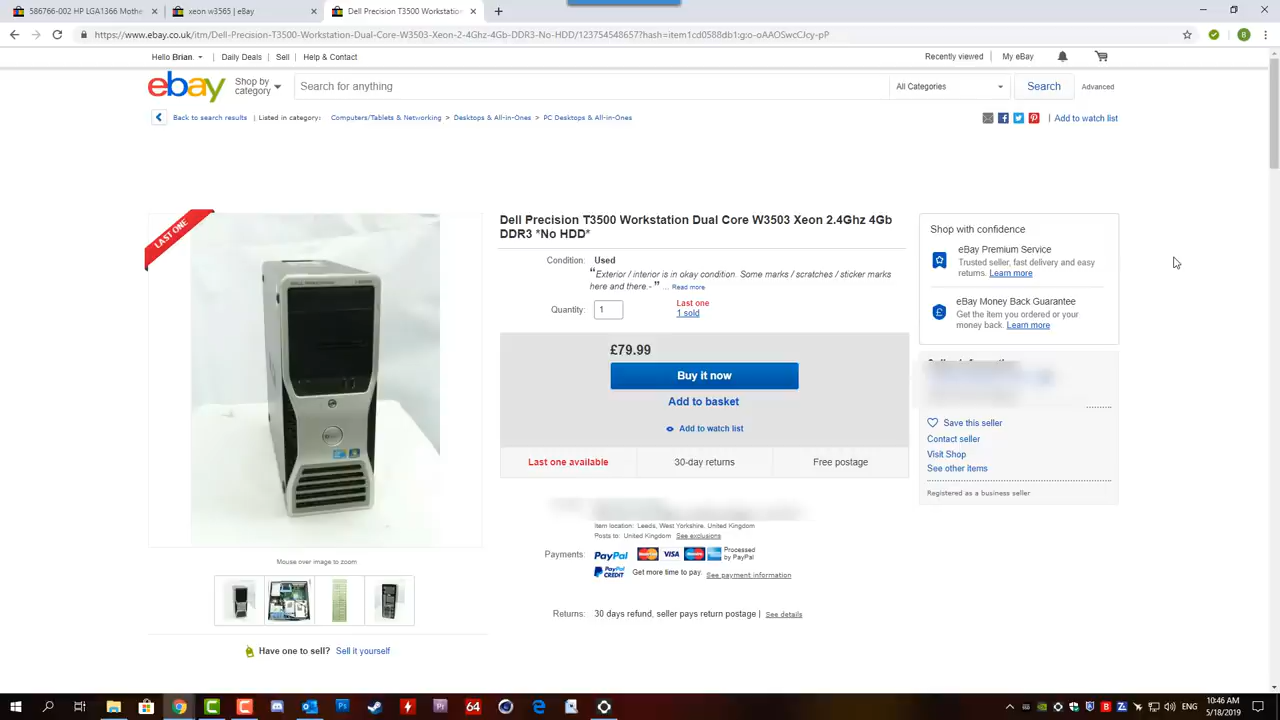 586766-002 HP LGA1366 Mothe
xeon w3565 | eBay
Dell Precision T3500 Workstation
https://www.ebay.co.uk/itm/Dell-Precision-T3500-Workstation-Dual-Core-W3503-Xeon-2-4Ghz-4Gb-DDR3-No-HDD/123754548657?hash=item1cd0588db1:g:o-oAAOSwcCJcy-pP
Hello Brian.
Daily Deals
Sell
Help & Contact
Recently viewed
My eBay
ebay
Shop by category
Search for anything
All Categories
Search
Advanced
Back to search results | Listed in category: Computers/Tablets & Networking > Desktops & All-in-Ones > PC Desktops & All-in-Ones
| Add to watch list
LAST ONE
Dell Precision T3500 Workstation Dual Core W3503 Xeon 2.4Ghz 4Gb
DDR3 *No HDD*
Condition: Used
“Exterior / interior is in okay condition. Some marks / scratches / sticker marks
here and there.- ” ... Read more
Quantity: 1
Last one
1 sold
£79.99
Buy it now
Add to basket
Add to watch list
Last one available
30-day returns
Free postage
Item location: Leeds, West Yorkshire, United Kingdom
Posts to: United Kingdom See exclusions
Payments: PayPal MasterCard VISA Processed by PayPal
PayPal CREDIT Get more time to pay. See payment information
Returns: 30 days refund, seller pays return postage | See details
Shop with confidence
eBay Premium Service
Trusted seller, fast delivery and easy
returns. Learn more
eBay Money Back Guarantee
Get the item you ordered or your
money back. Learn more
Save this seller
Contact seller
Visit Shop
See other items
Registered as a business seller
Mouse over image to zoom
Have one to sell? Sell it yourself
10:46 AM
5/18/2019